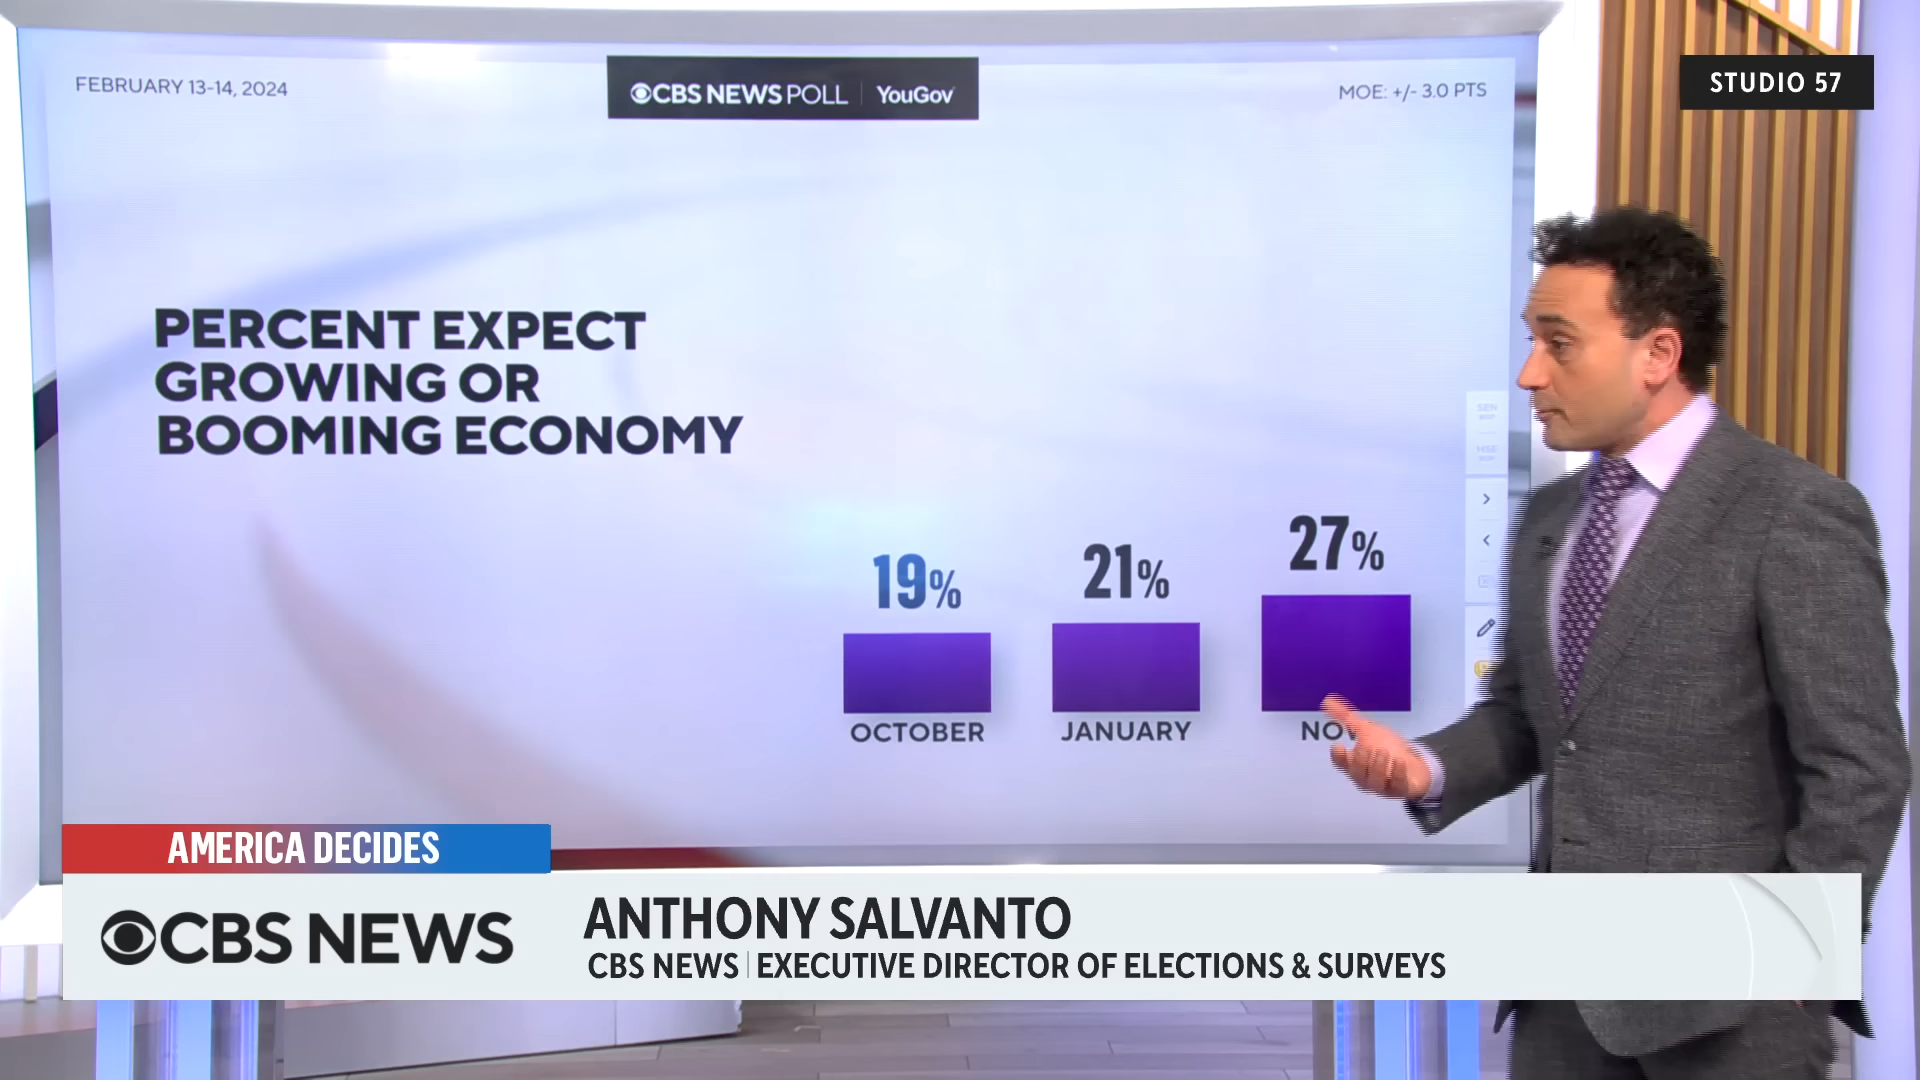 FEBRUARY 13-14, 2024
CBS NEWS POLL | YouGov
MOE: +/- 3.0 PTS
STUDIO 57
PERCENT EXPECT
GROWING OR
BOOMING ECONOMY
19%
21%
27%
OCTOBER
JANUARY
SEN
HSE
AMERICA DECIDES
CBS NEWS
ANTHONY SALVANTO
CBS NEWS | EXECUTIVE DIRECTOR OF ELECTIONS & SURVEYS